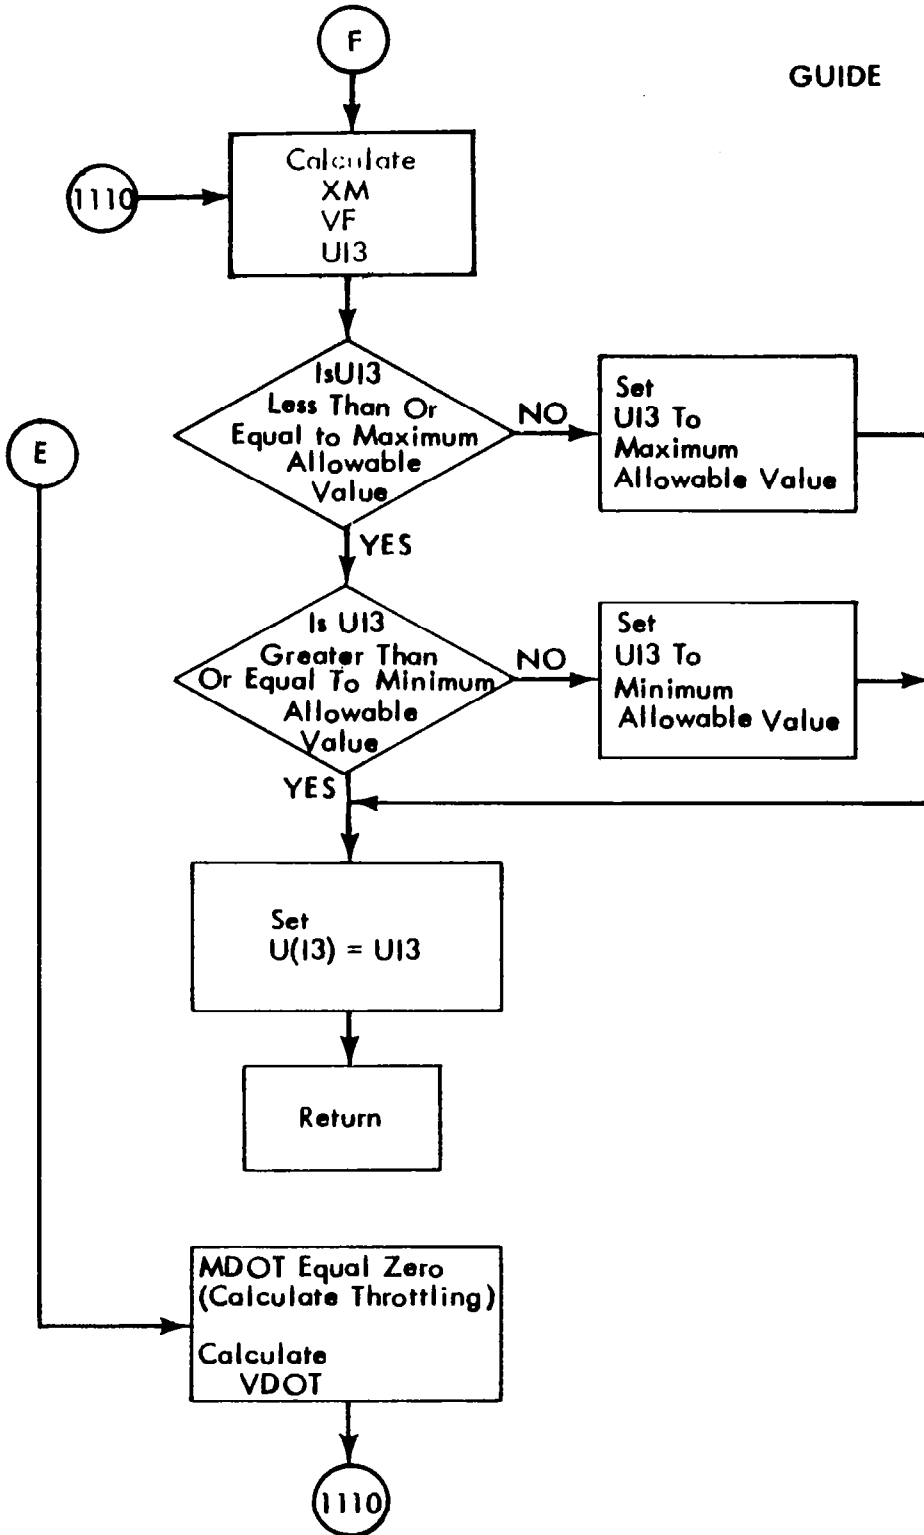 F
GUIDE
Calculate
XM
VF
UI3
1110
IsUI3
Less Than Or
Equal to Maximum
Allowable
Value
NO
Set
UI3 To
Maximum
Allowable Value
E
YES
Is UI3
Greater Than
Or Equal To Minimum
Allowable
Value
NO
Set
UI3 To
Minimum
Allowable Value
YES
Set
U(I3) = UI3
Return
MDOT Equal Zero
(Calculate Throttling)
Calculate
VDOT
1110